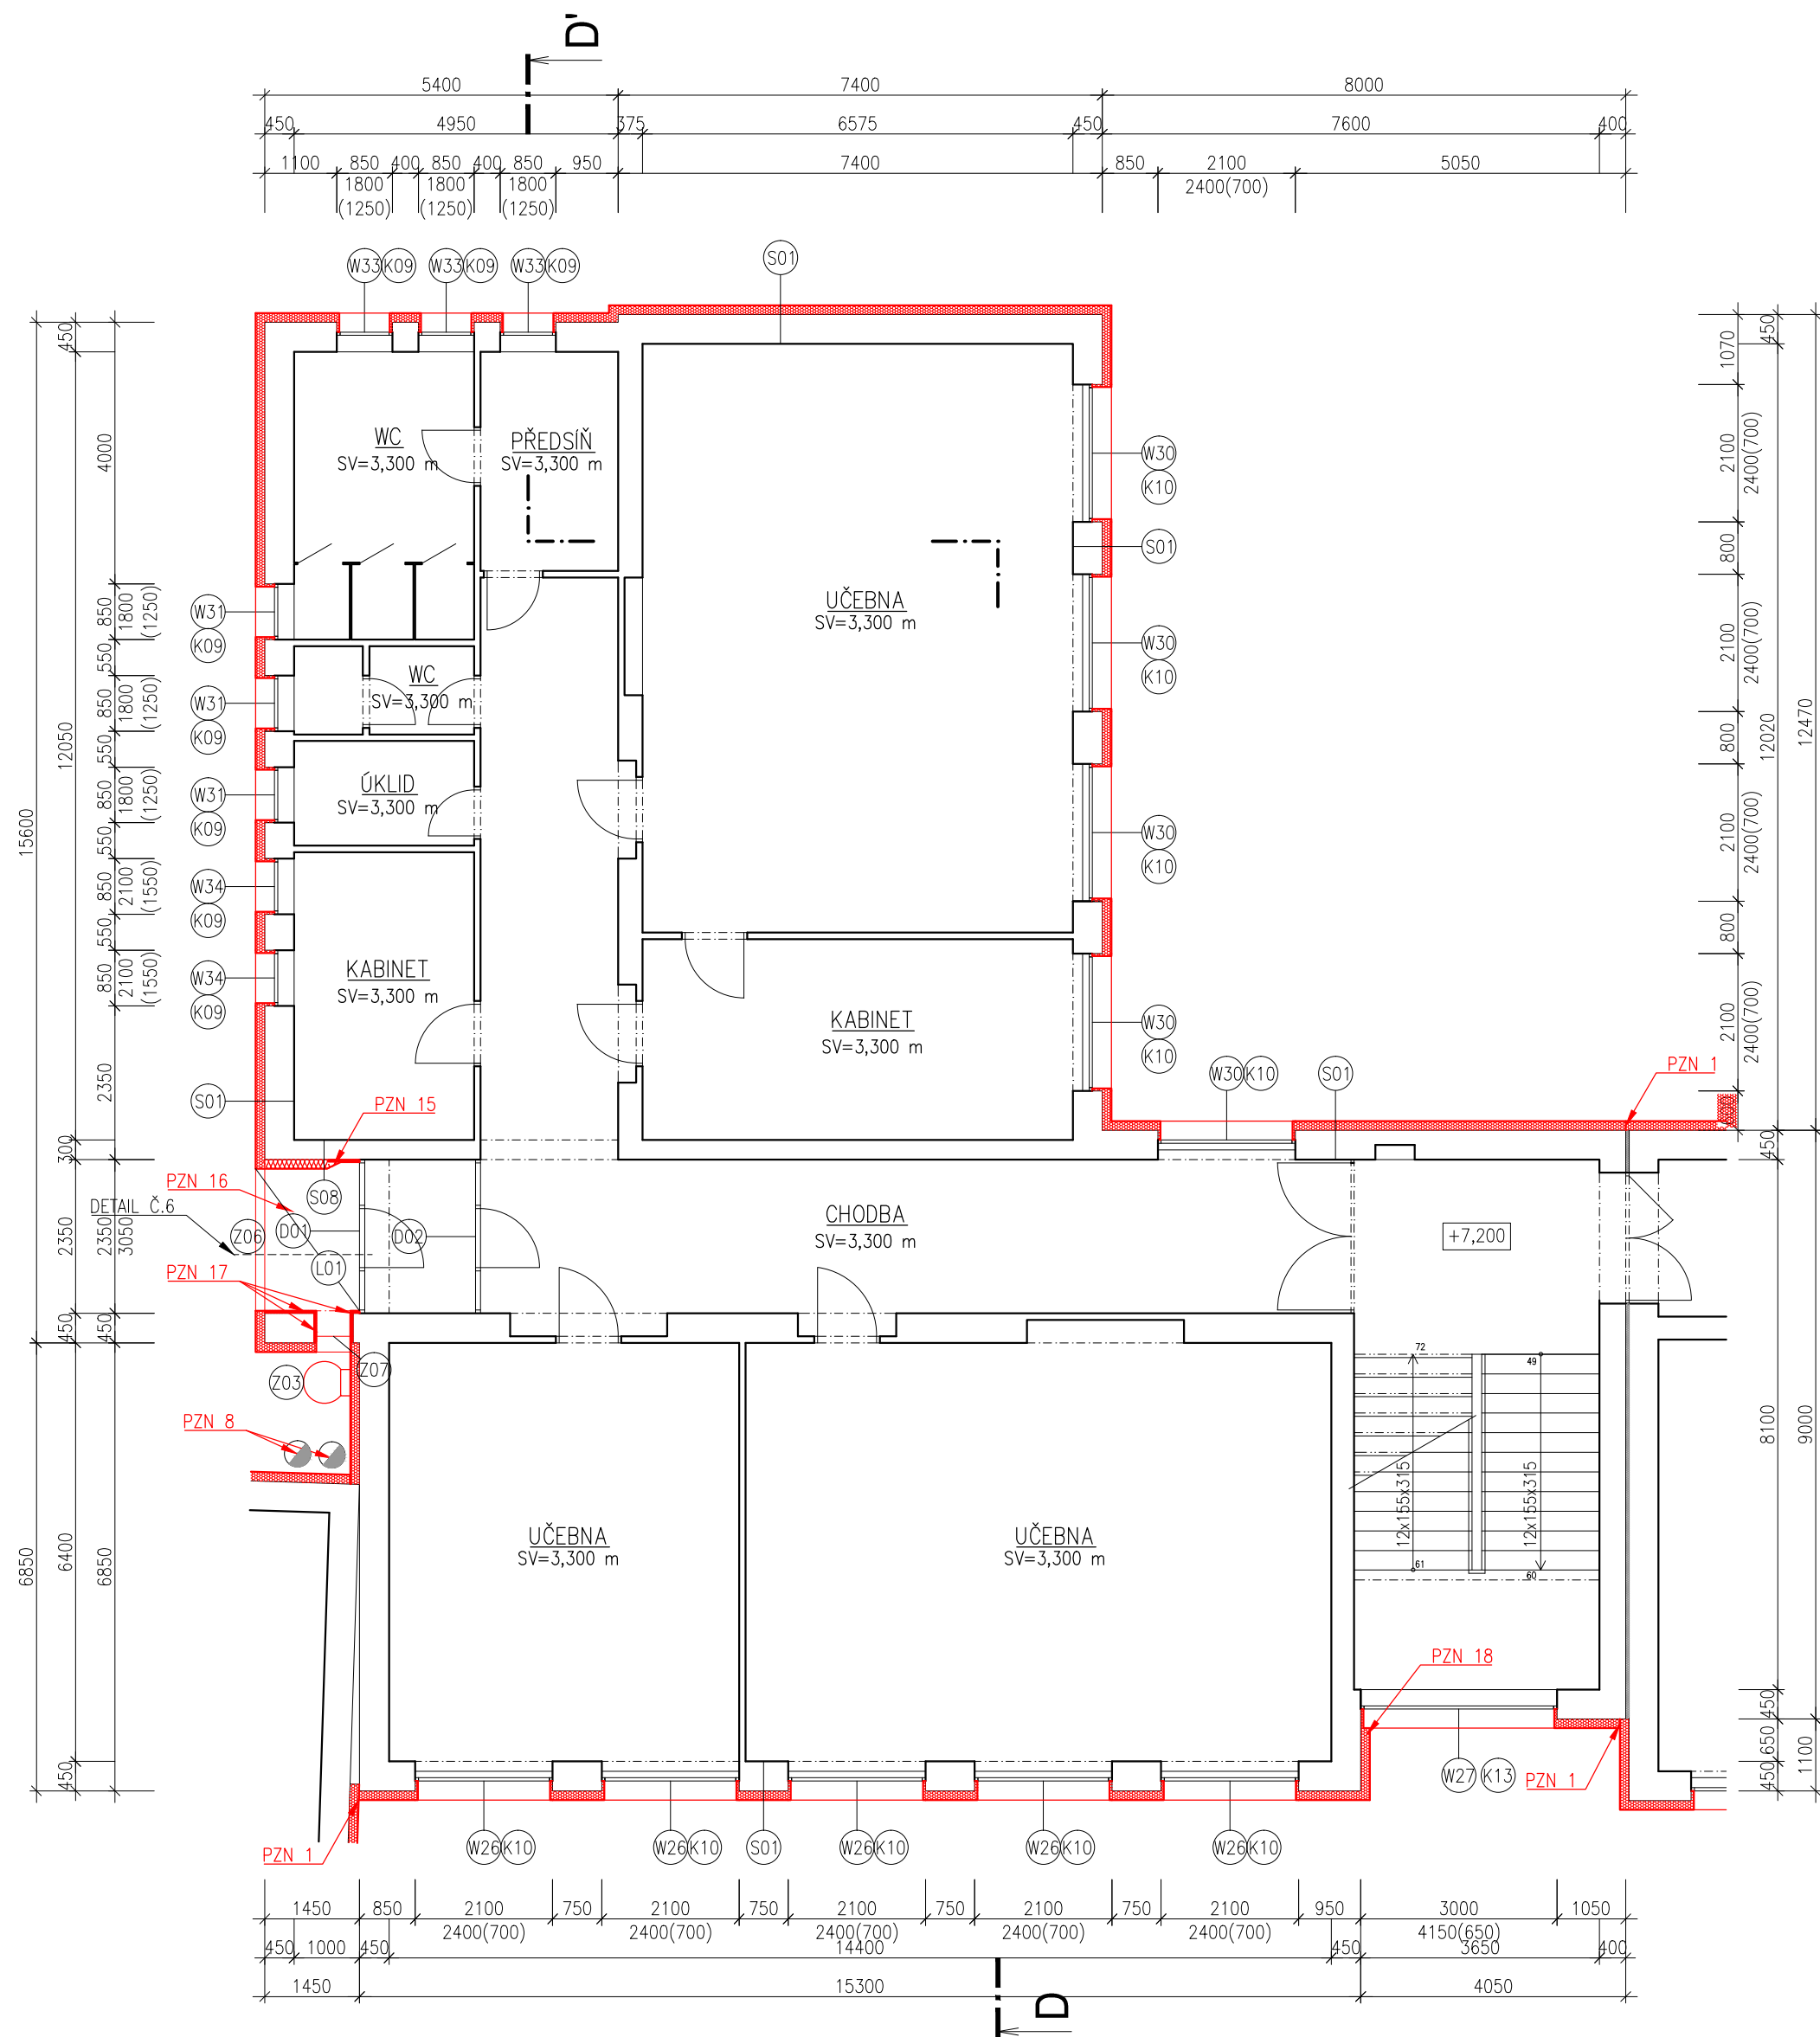 D'
5400 7400 8000
450 4950 375 6575 450 7600 400
1100 850 400 850 400 850 950 7400 850 2100 5050
1800 1800 1800 2400(700)
(1250) (1250) (1250)
W33 K09 W33 K09 W33 K09 S01
15600
6850
450
12050
2350
450
6400
450
4000
850
1800
(1250)
550
850
1800
(1250)
550
850
1800
(1250)
550
850
2100
(1550)
550
850
2100
(1550)
2350
300
2350
3050
450
6850
W31
K09
W31
K09
W31
K09
W34
K09
W34
K09
S01
WC
SV=3,300 m
PŘEDSÍŇ
SV=3,300 m
UČEBNA
SV=3,300 m
WC
SV=3,300 m
ÚKLID
SV=3,300 m
KABINET
SV=3,300 m
KABINET
SV=3,300 m
W30
K10
S01
W30
K10
W30
K10
W30
K10
W30 K10 S01
PZN 1
1070
2100
2400(700)
800
2100
2400(700)
800
2100
2400(700)
800
2100
2400(700)
400
450
12020
450
8100
450
650
450
12470
9000
1100
PZN 15
PZN 16
S08
DETAIL Č.6
Z06
D01
D02
L01
PZN 17
CHODBA
SV=3,300 m
+7,200
Z07
Z03
PZN 8
72
49
12x155x315
12x155x315
61
60
UČEBNA
SV=3,300 m
UČEBNA
SV=3,300 m
PZN 18
W27 K13
PZN 1
PZN 1
W26 K10 W26 K10 S01 W26 K10 W26 K10 W26 K10
1450 850 2100 750 2100 750 2100 750 2100 750 2100 950 3000 1050
2400(700) 2400(700) 2400(700) 2400(700) 2400(700) 4150(650)
450 1000 450 14400 450 3650 400
1450 15300 4050
D